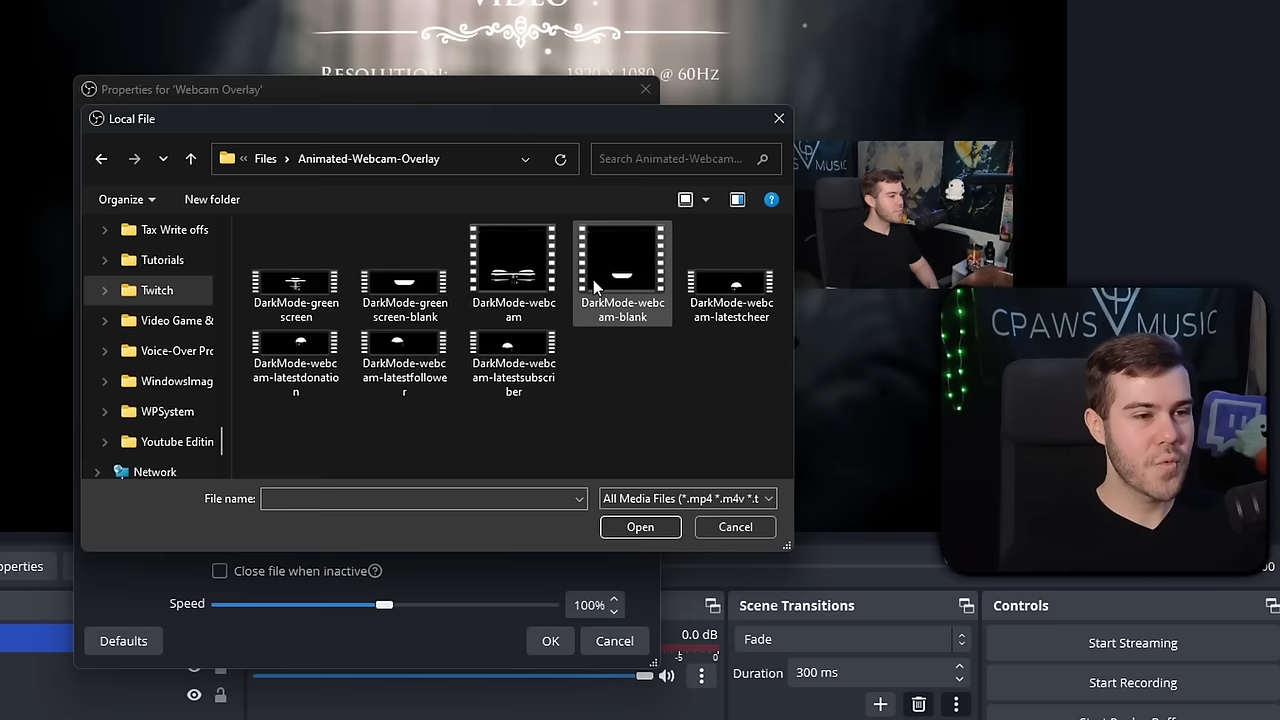 VIDEO
RESOLUTION: 1920 X 1080 @ 60HZ
Properties for 'Webcam Overlay'
Local File
Files > Animated-Webcam-Overlay
Search Animated-Webcam...
Organize
New folder
Tax Write offs
Tutorials
Twitch
Video Game &
Voice-Over Pro
WindowsImag
WPSystem
Youtube Editin
Network
DarkMode-green
screen
DarkMode-green
screen-blank
DarkMode-webc
am
DarkMode-webc
am-blank
DarkMode-webc
am-latestcheer
DarkMode-webc
am-latestdonatio
n
DarkMode-webc
am-latestfollowe
r
DarkMode-webc
am-latestsubscri
ber
MUSIC
CPAWS MUSIC
File name:
All Media Files (*.mp4 *.m4v *.t
Open
Cancel
operties
Close file when inactive
Speed
100%
Defaults
OK
Cancel
0.0 dB
-5 0
Scene Transitions
Fade
Duration 300 ms
Controls
Start Streaming
Start Recording